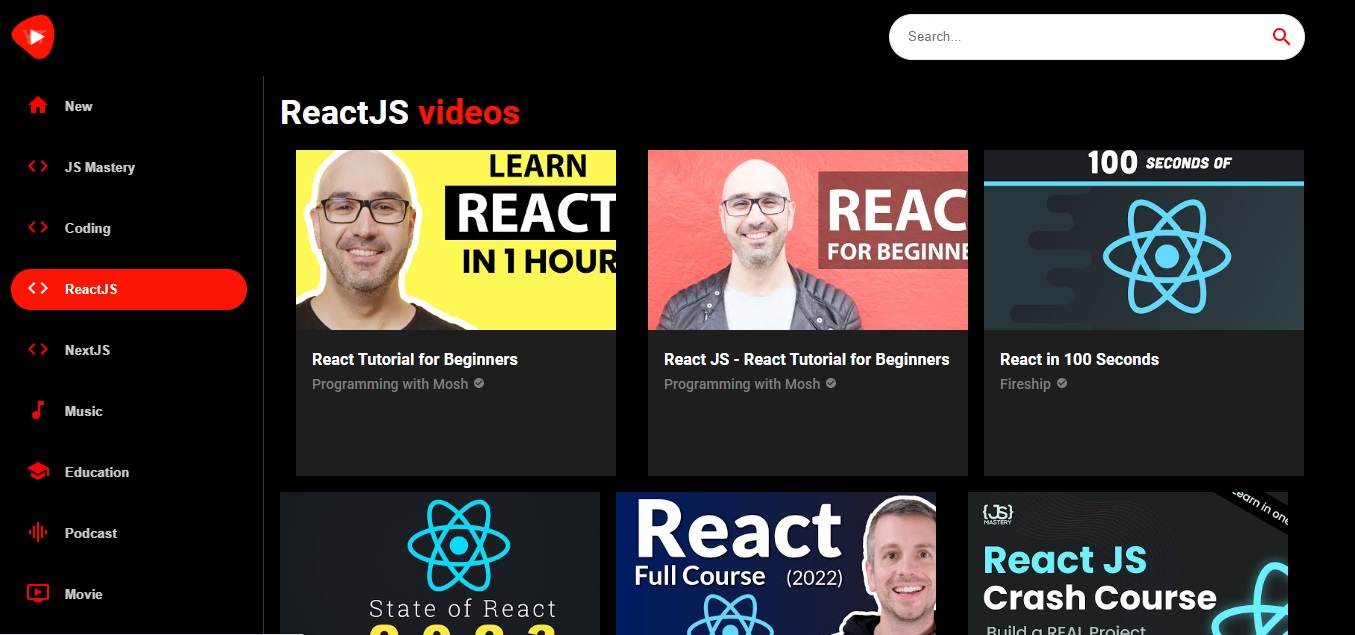 Search...
New
JS Mastery
Coding
ReactJS
NextJS
Music
Education
Podcast
Movie
ReactJS videos
LEARN
REACT
IN 1 HOUR
React Tutorial for Beginners
Programming with Mosh
REAC
FOR BEGINNE
React JS - React Tutorial for Beginners
Programming with Mosh
100 SECONDS OF
React in 100 Seconds
Fireship
State of React
React
Full Course (2022)
{JS}
MASTERY
Learn in one
React JS
Crash Course
Build a REAL Project